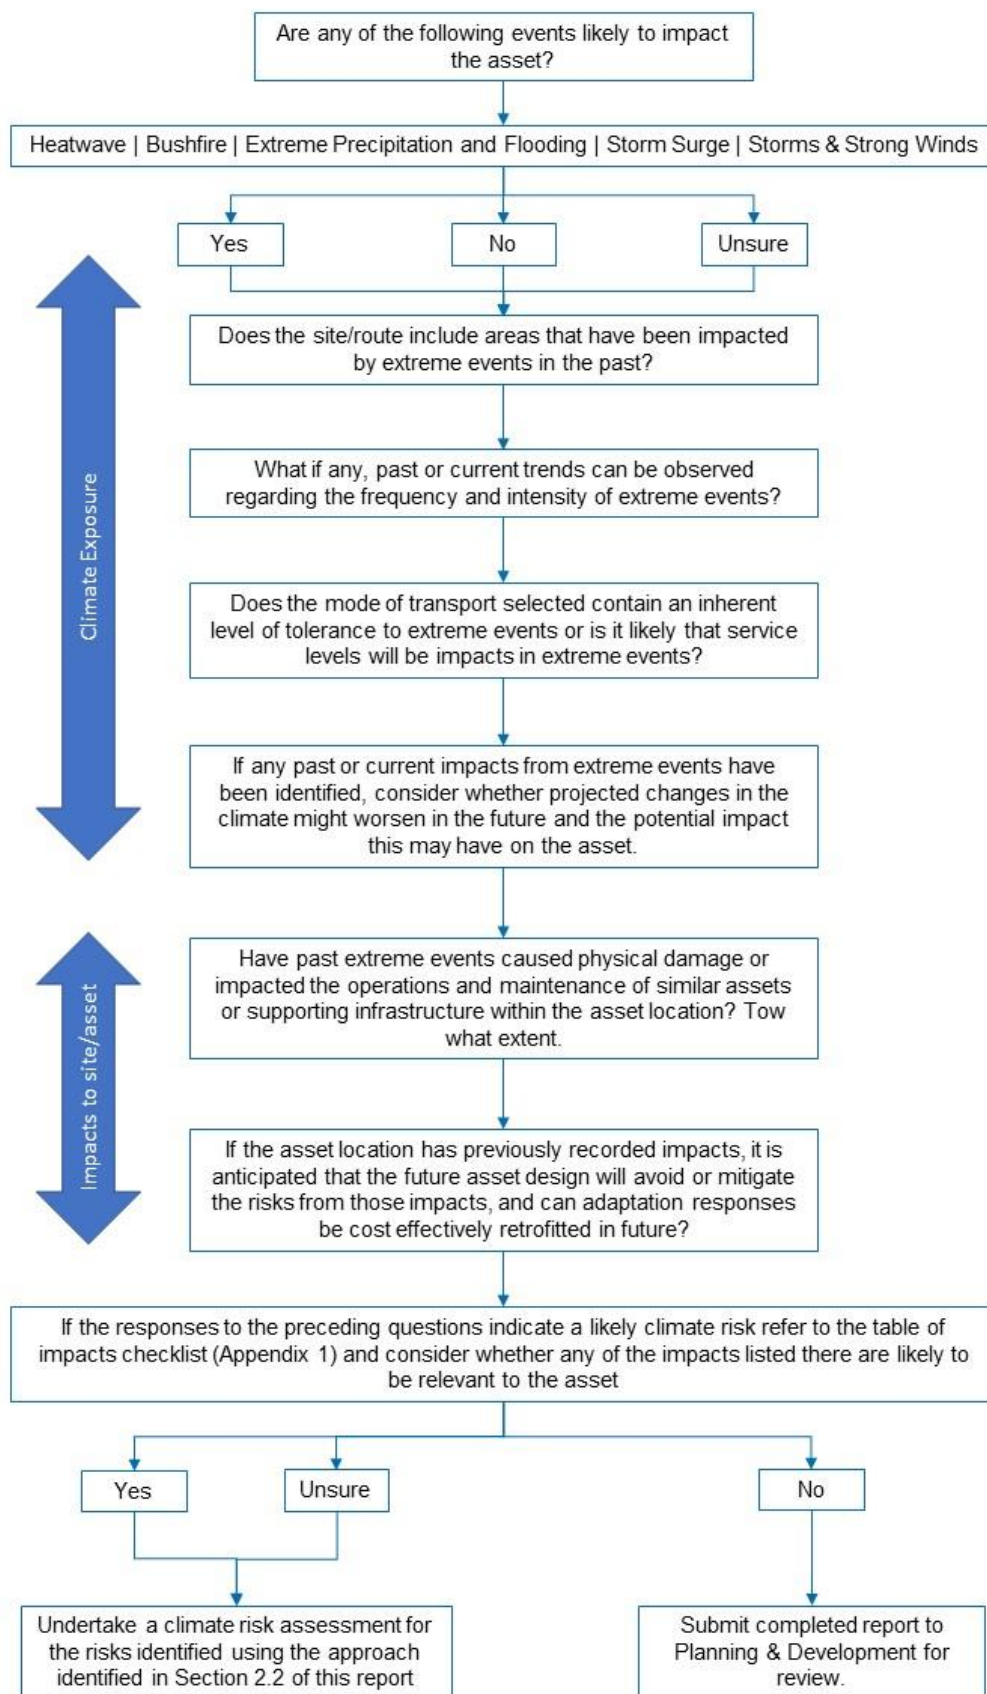 Are any of the following events likely to impact
the asset?
Heatwave | Bushfire | Extreme Precipitation and Flooding | Storm Surge | Storms & Strong Winds
Yes
No
Unsure
Climate Exposure
Does the site/route include areas that have been impacted
by extreme events in the past?
What if any, past or current trends can be observed
regarding the frequency and intensity of extreme events?
Does the mode of transport selected contain an inherent
level of tolerance to extreme events or is it likely that service
levels will be impacts in extreme events?
If any past or current impacts from extreme events have
been identified, consider whether projected changes in the
climate might worsen in the future and the potential impact
this may have on the asset.
Impacts to site/asset
Have past extreme events caused physical damage or
impacted the operations and maintenance of similar assets
or supporting infrastructure within the asset location? Tow
what extent.
If the asset location has previously recorded impacts, it is
anticipated that the future asset design will avoid or mitigate
the risks from those impacts, and can adaptation responses
be cost effectively retrofitted in future?
If the responses to the preceding questions indicate a likely climate risk refer to the table of
impacts checklist (Appendix 1) and consider whether any of the impacts listed there are likely to
be relevant to the asset
Yes
Unsure
No
Undertake a climate risk assessment for
the risks identified using the approach
identified in Section 2.2 of this report
Submit completed report to
Planning & Development for
review.